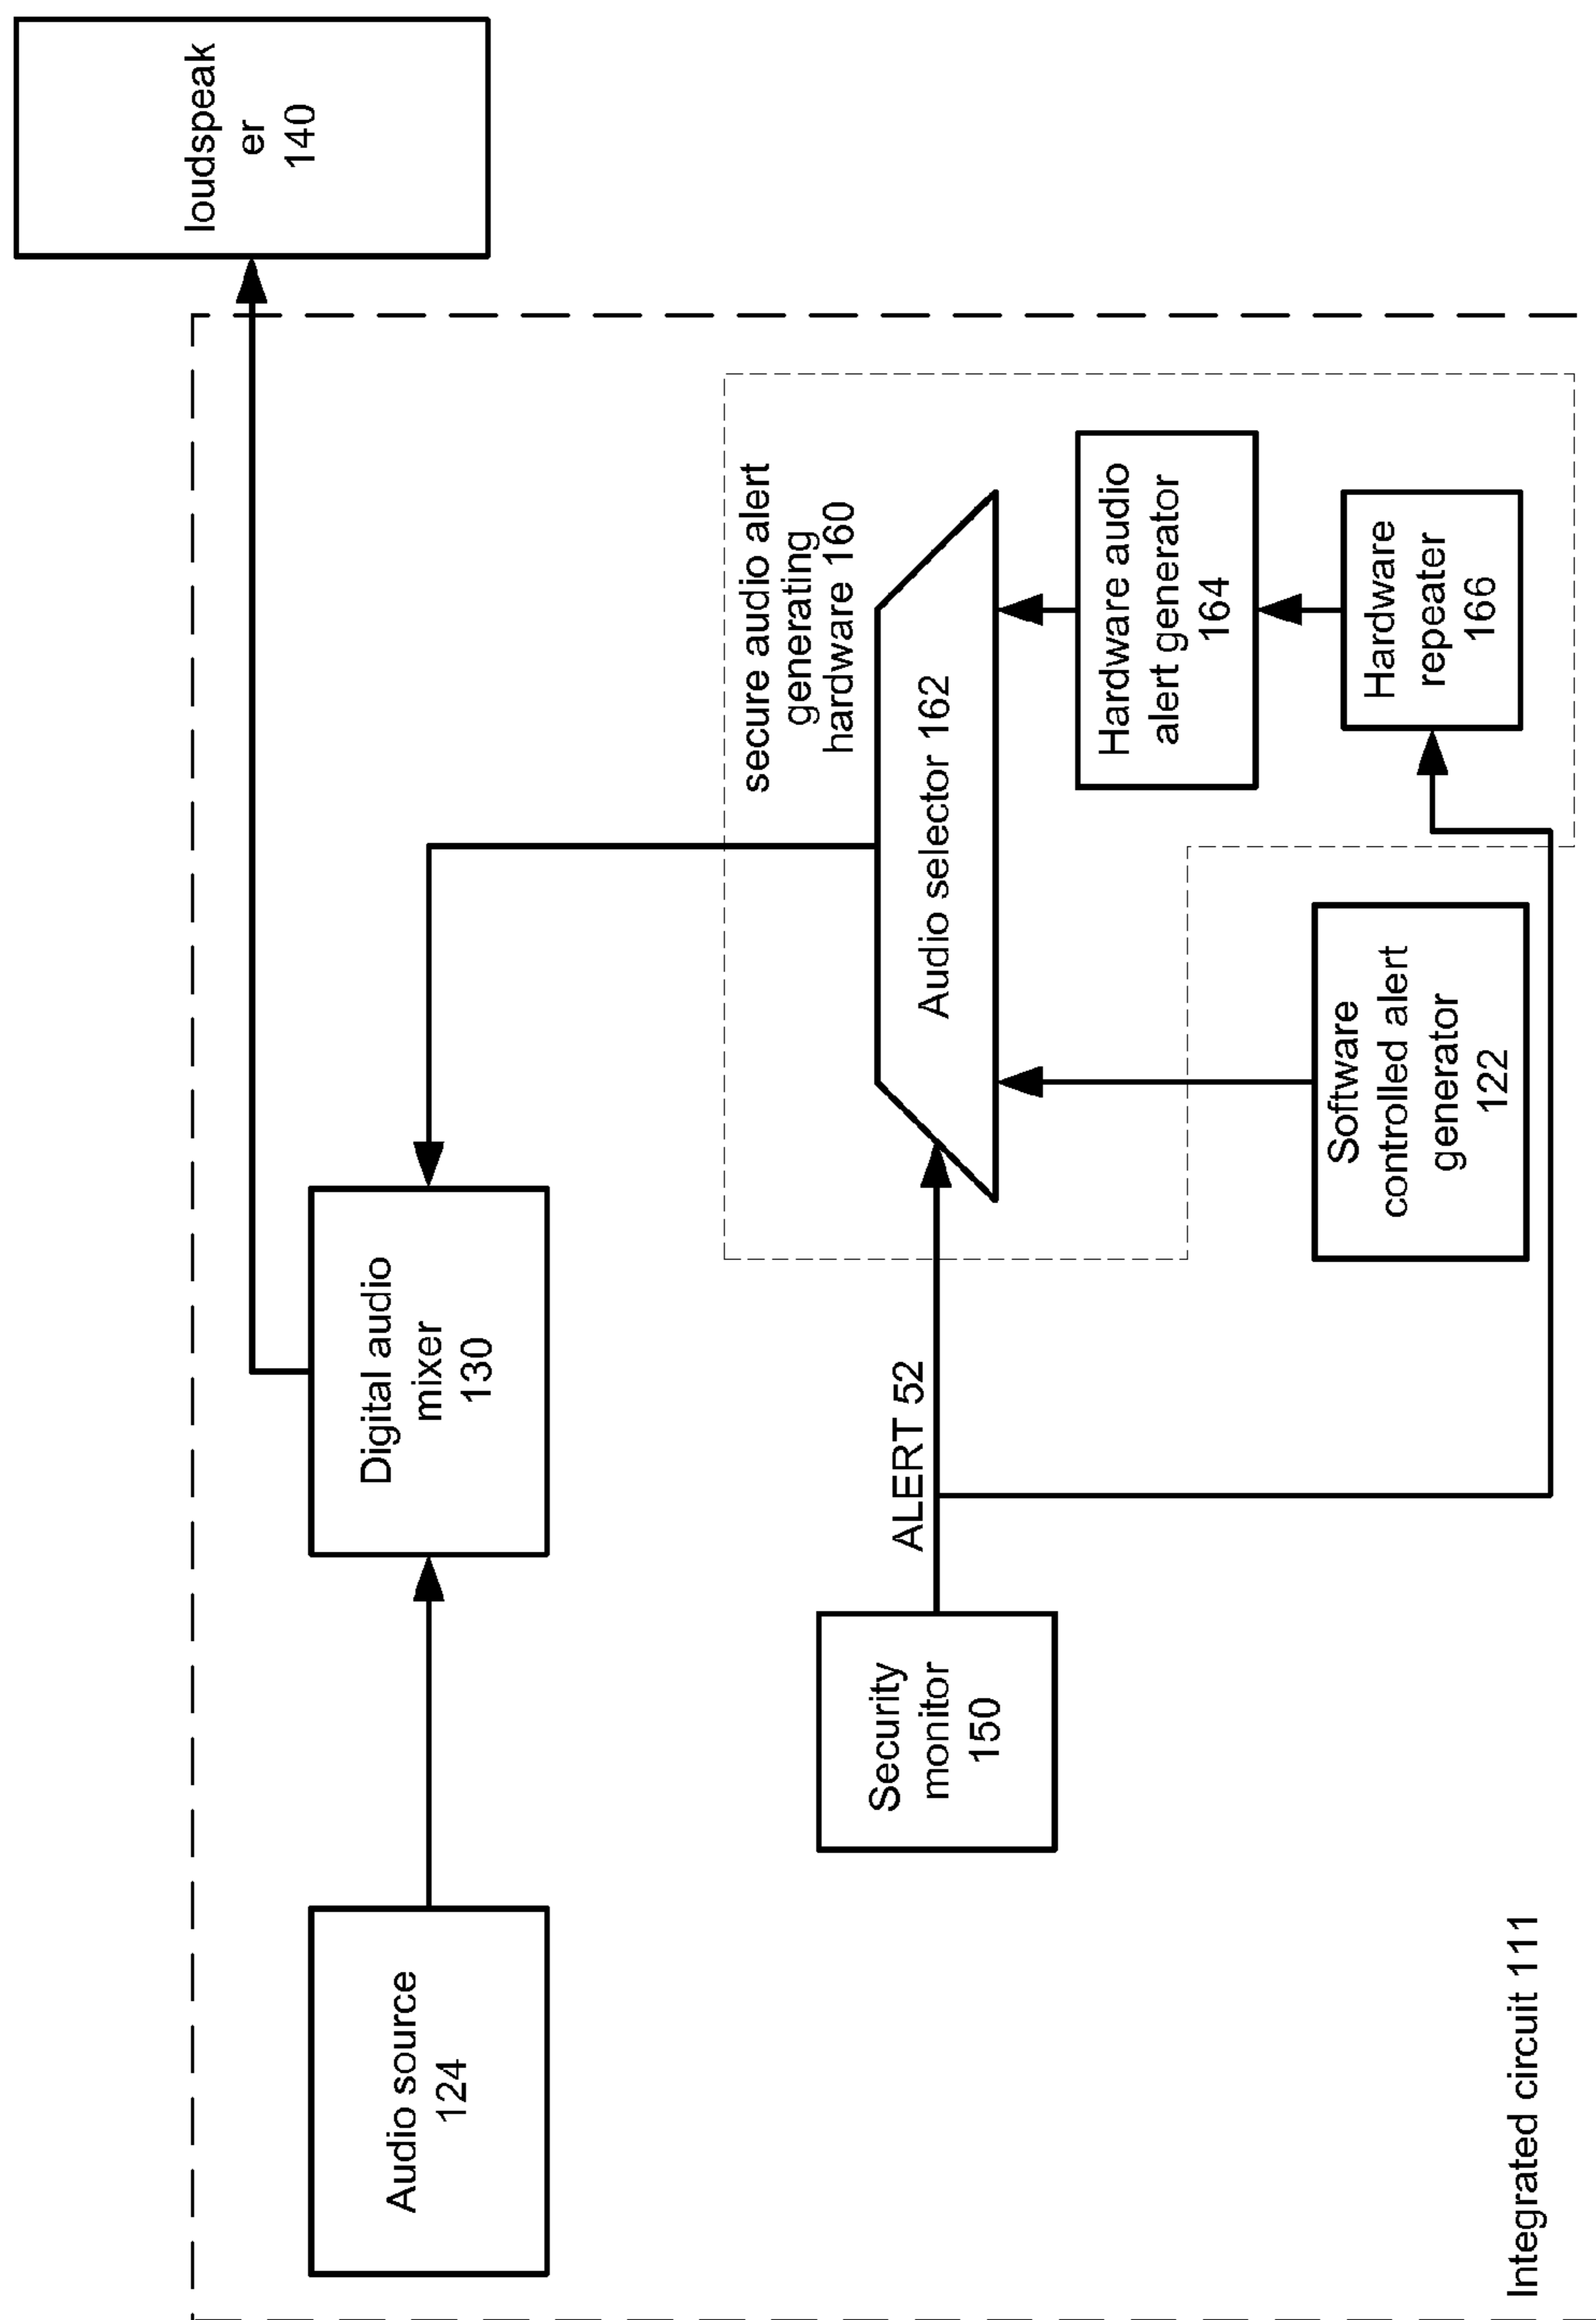 loudspeak
er
140
Audio source
124
Digital audio
mixer
130
secure audio alert
generating
hardware 160
Security
monitor
150
ALERT 52
Audio selector 162
Hardware audio
alert generator
164
Software
controlled alert
generator
122
Hardware
repeater
166
Integrated circuit 111